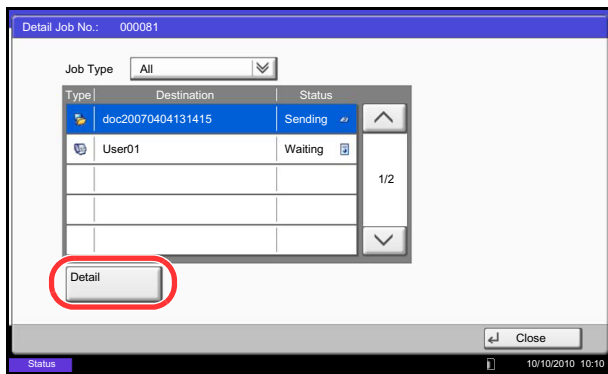 Detail Job No.: 000081
Job Type All
Type Destination Status
doc20070404131415 Sending
User01 Waiting
1/2
Detail
Close
Status 10/10/2010 10:10